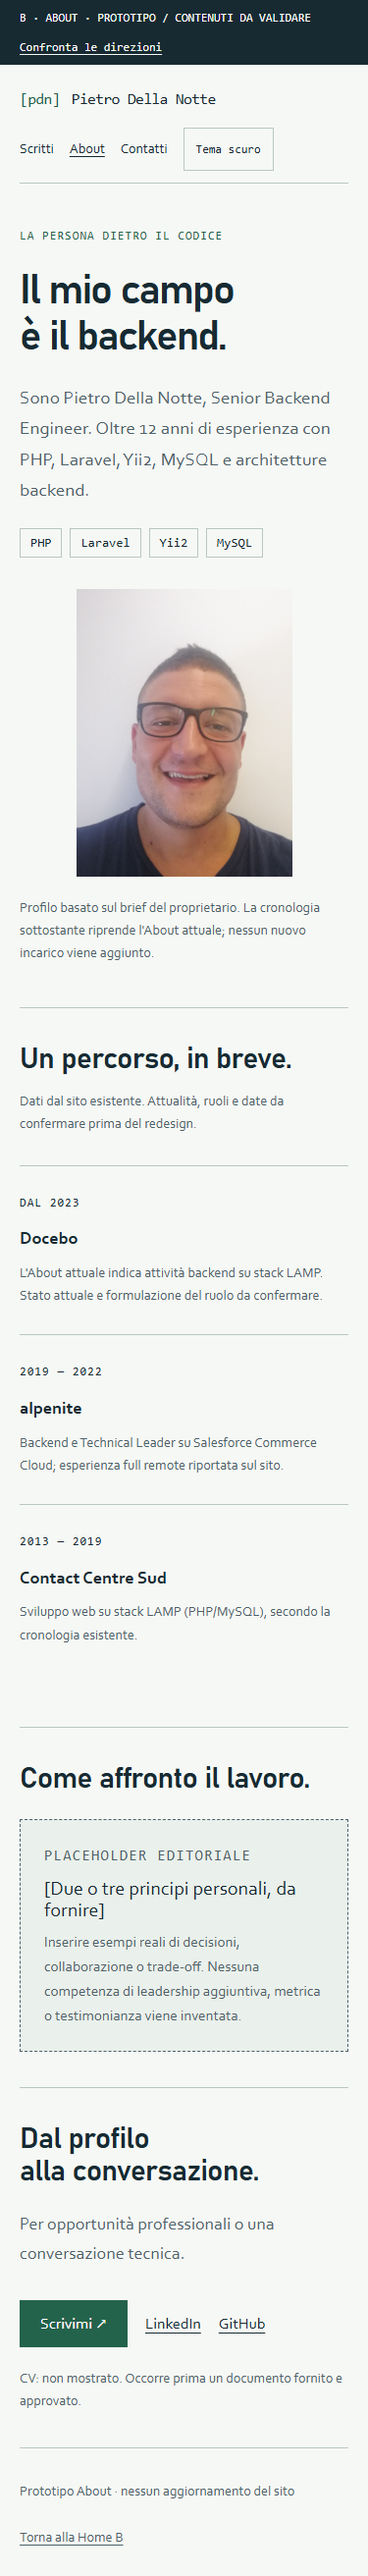 B · ABOUT · PROTOTIPO / CONTENUTI DA VALIDARE
Confronta le direzioni
[pdn] Pietro Della Notte
Scritti About Contatti Tema scuro
LA PERSONA DIETRO IL CODICE
Il mio campo
è il backend.
Sono Pietro Della Notte, Senior Backend
Engineer. Oltre 12 anni di esperienza con
PHP, Laravel, Yii2, MySQL e architetture
backend.
PHP Laravel Yii2 MySQL
Profilo basato sul brief del proprietario. La cronologia
sottostante riprende l'About attuale; nessun nuovo
incarico viene aggiunto.
Un percorso, in breve.
Dati dal sito esistente. Attualità, ruoli e date da
confermare prima del redesign.
DAL 2023
Docebo
L'About attuale indica attività backend su stack LAMP.
Stato attuale e formulazione del ruolo da confermare.
2019 — 2022
alpenite
Backend e Technical Leader su Salesforce Commerce
Cloud; esperienza full remote riportata sul sito.
2013 — 2019
Contact Centre Sud
Sviluppo web su stack LAMP (PHP/MySQL), secondo la
cronologia esistente.
Come affronto il lavoro.
PLACEHOLDER EDITORIALE
[Due o tre principi personali, da
fornire]
Inserire esempi reali di decisioni,
collaborazione o trade-off. Nessuna
competenza di leadership aggiuntiva, metrica
o testimonianza viene inventata.
Dal profilo
alla conversazione.
Per opportunità professionali o una
conversazione tecnica.
Scrivimi ↗ LinkedIn GitHub
CV: non mostrato. Occorre prima un documento fornito e
approvato.
Prototipo About · nessun aggiornamento del sito
Torna alla Home B